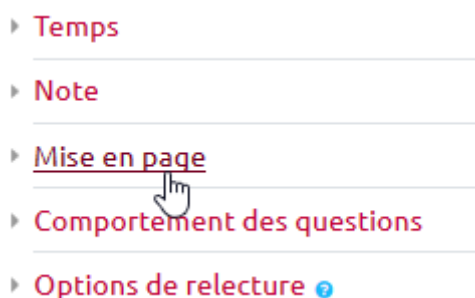 Temps
Note
Mise en page
Comportement des questions
Options de relecture ?